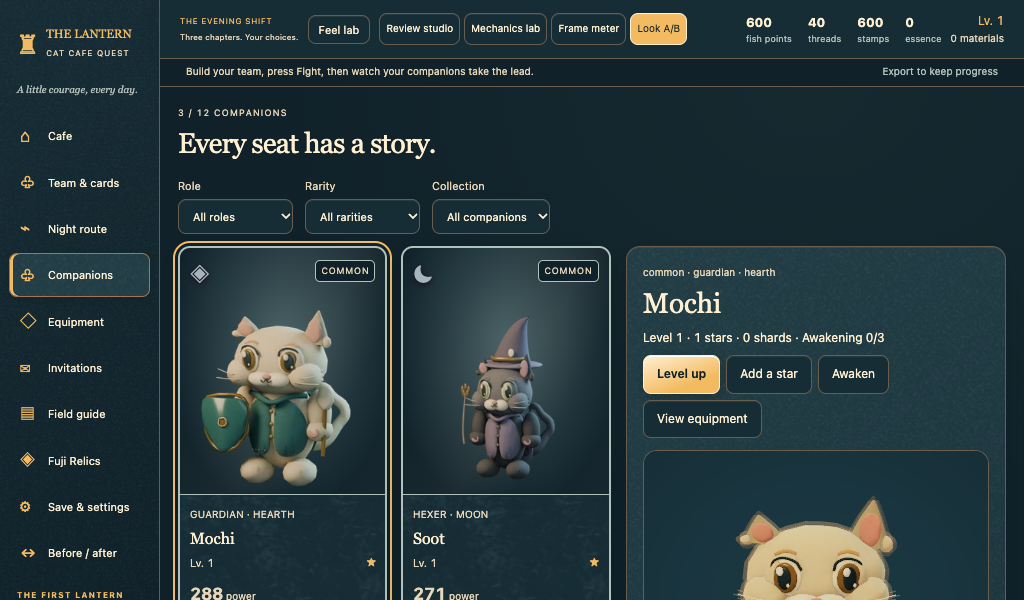 THE LANTERN
CAT CAFE QUEST
A little courage, every day.
Cafe
Team & cards
Night route
Companions
Equipment
Invitations
Field guide
Fuji Relics
Save & settings
Before / after
THE FIRST LANTERN
THE EVENING SHIFT
Three chapters. Your choices.
Feel lab
Review studio
Mechanics lab
Frame meter
Look A/B
600
fish points
40
threads
600
stamps
0
essence
Lv. 1
0 materials
Build your team, press Fight, then watch your companions take the lead.
Export to keep progress
3 / 12 COMPANIONS
Every seat has a story.
Role
Rarity
Collection
All roles
All rarities
All companions
COMMON
GUARDIAN · HEARTH
Mochi
Lv. 1
288 power
COMMON
HEXER · MOON
Soot
Lv. 1
271 power
common · guardian · hearth
Mochi
Level 1 · 1 stars · 0 shards · Awakening 0/3
Level up
Add a star
Awaken
View equipment